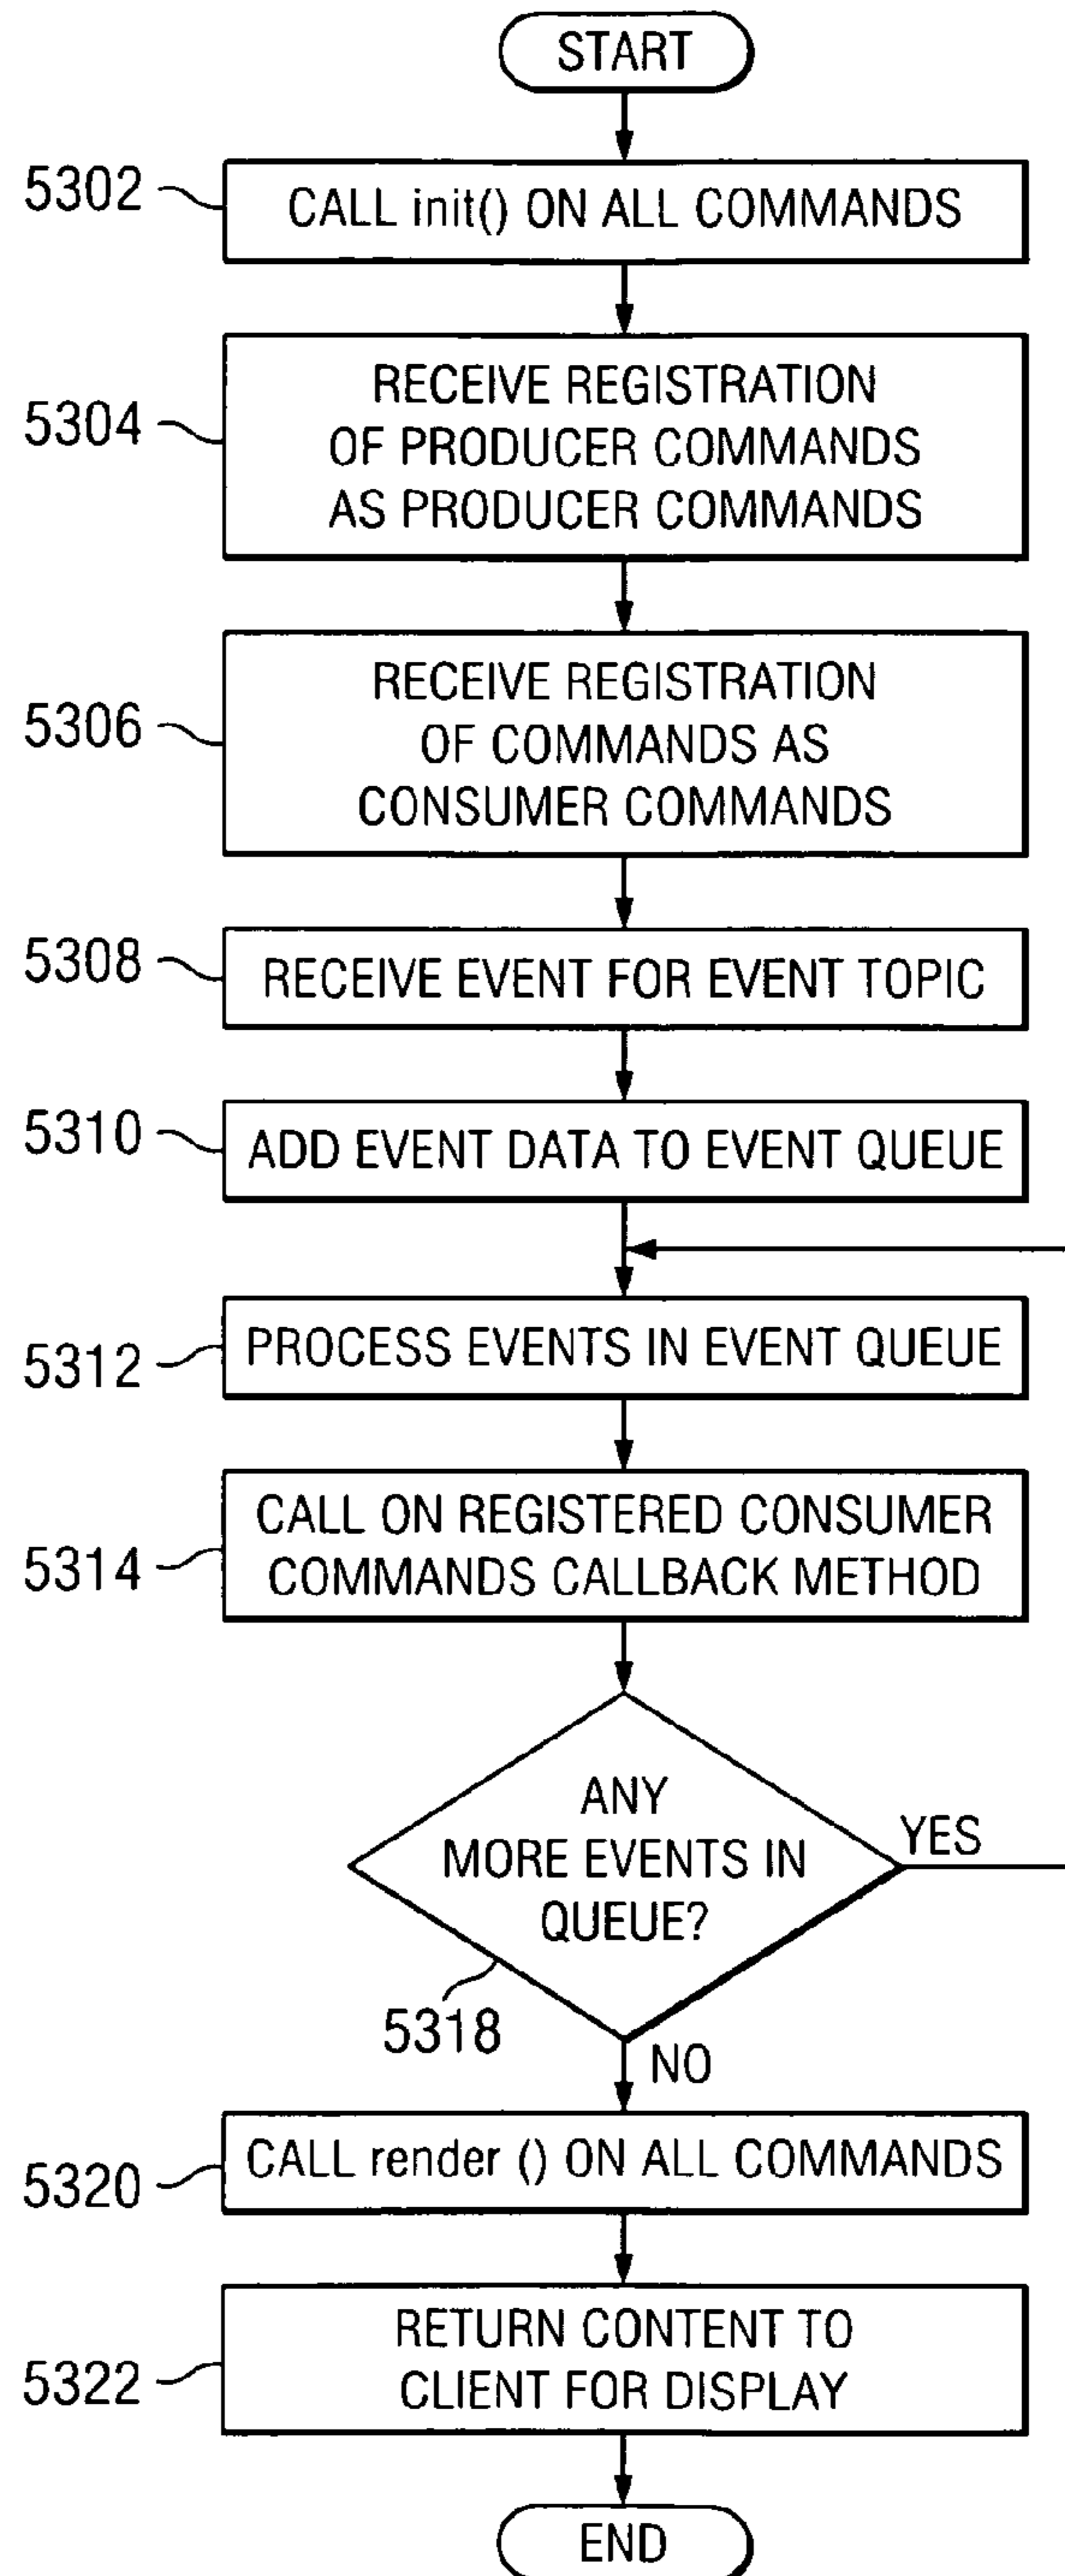 START
5302
CALL init() ON ALL COMMANDS
5304
RECEIVE REGISTRATION
OF PRODUCER COMMANDS
AS PRODUCER COMMANDS
5306
RECEIVE REGISTRATION
OF COMMANDS AS
CONSUMER COMMANDS
5308
RECEIVE EVENT FOR EVENT TOPIC
5310
ADD EVENT DATA TO EVENT QUEUE
5312
PROCESS EVENTS IN EVENT QUEUE
5314
CALL ON REGISTERED CONSUMER
COMMANDS CALLBACK METHOD
ANY
MORE EVENTS IN
QUEUE?
YES
5318
NO
5320
CALL render () ON ALL COMMANDS
5322
RETURN CONTENT TO
CLIENT FOR DISPLAY
END